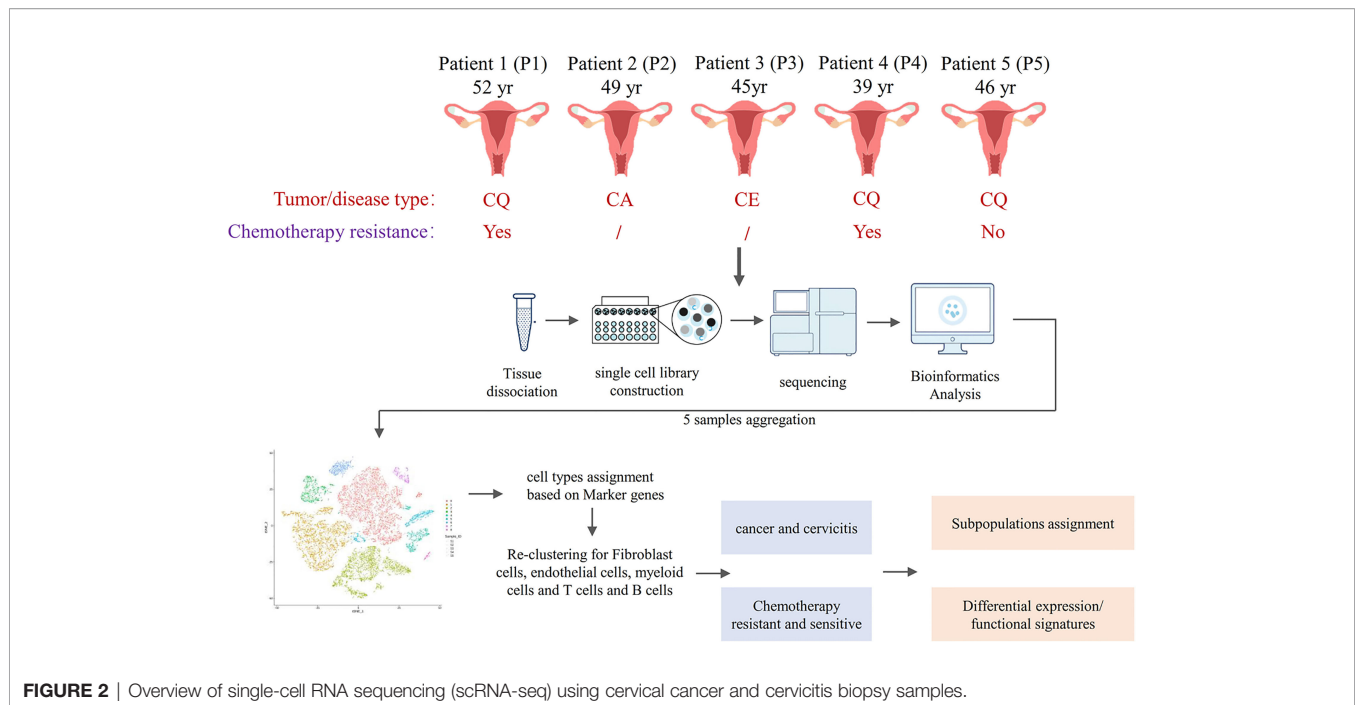 Patient 1 (P1) Patient 2 (P2) Patient 3 (P3) Patient 4 (P4) Patient 5 (P5)
52 yr 49 yr 45yr 39 yr 46 yr
Tumor/disease type: CQ CA CE CQ CQ
Chemotherapy resistance: Yes / / Yes No
Tissue
dissociation
single cell library
construction
sequencing
Bioinformatics
Analysis
5 samples aggregation
cell types assignment
based on Marker genes
Re-clustering for Fibroblast
cells, endothelial cells, myeloid
cells and T cells and B cells
cancer and cervicitis
Chemotherapy
resistant and sensitive
Subpopulations assignment
Differential expression/
functional signatures
FIGURE 2 | Overview of single-cell RNA sequencing (scRNA-seq) using cervical cancer and cervicitis biopsy samples.